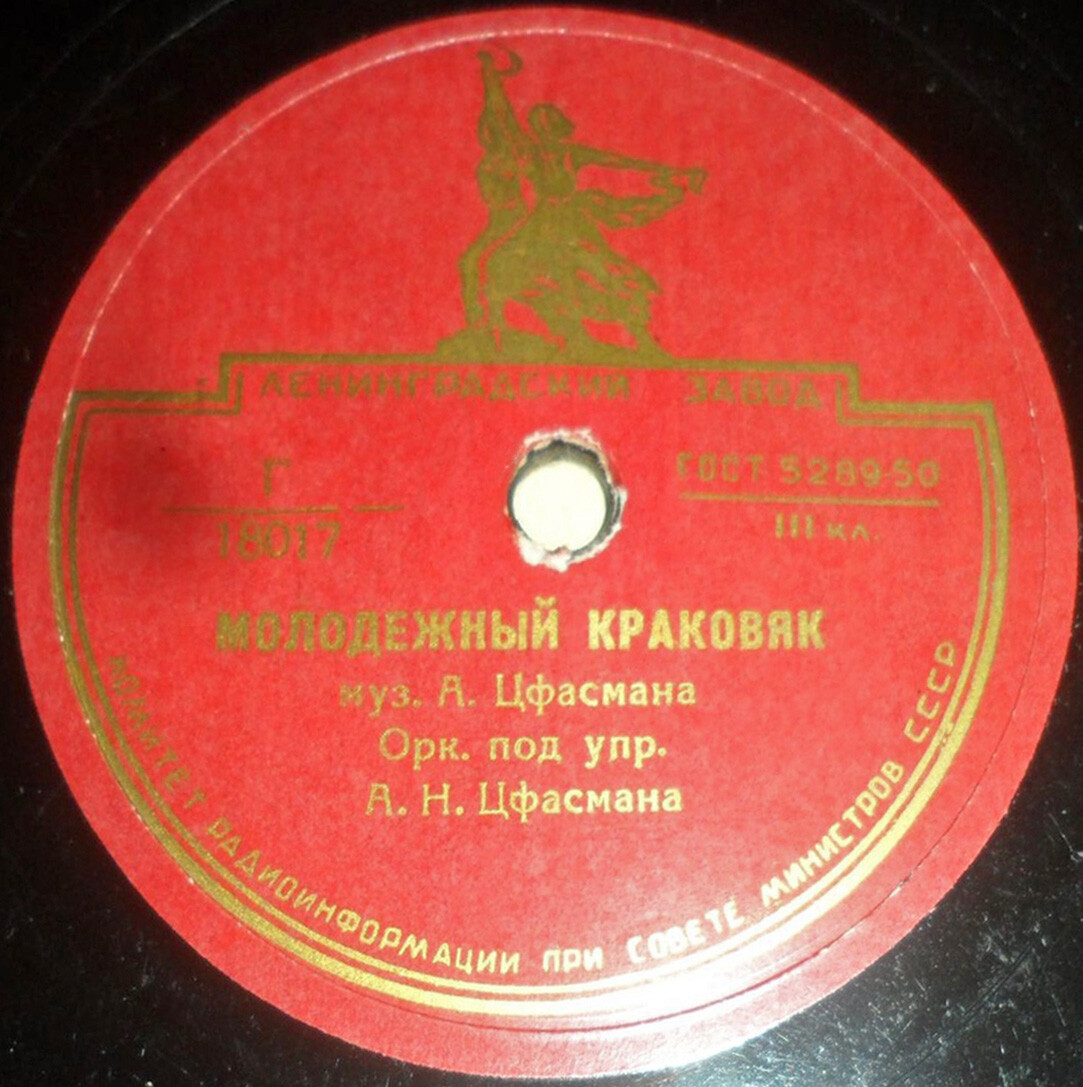 ЛЕНИНГРАДСКИЙ ЗАВОД
Г
18017
ГОСТ 5289-50
III кл.
МОЛОДЕЖНЫЙ КРАКОВЯК
муз. А. Цфасмана
Орк. под упр.
А. Н. Цфасмана
КОМИТЕТ РАДИОИНФОРМАЦИИ ПРИ СОВЕТЕ МИНИСТРОВ СССР